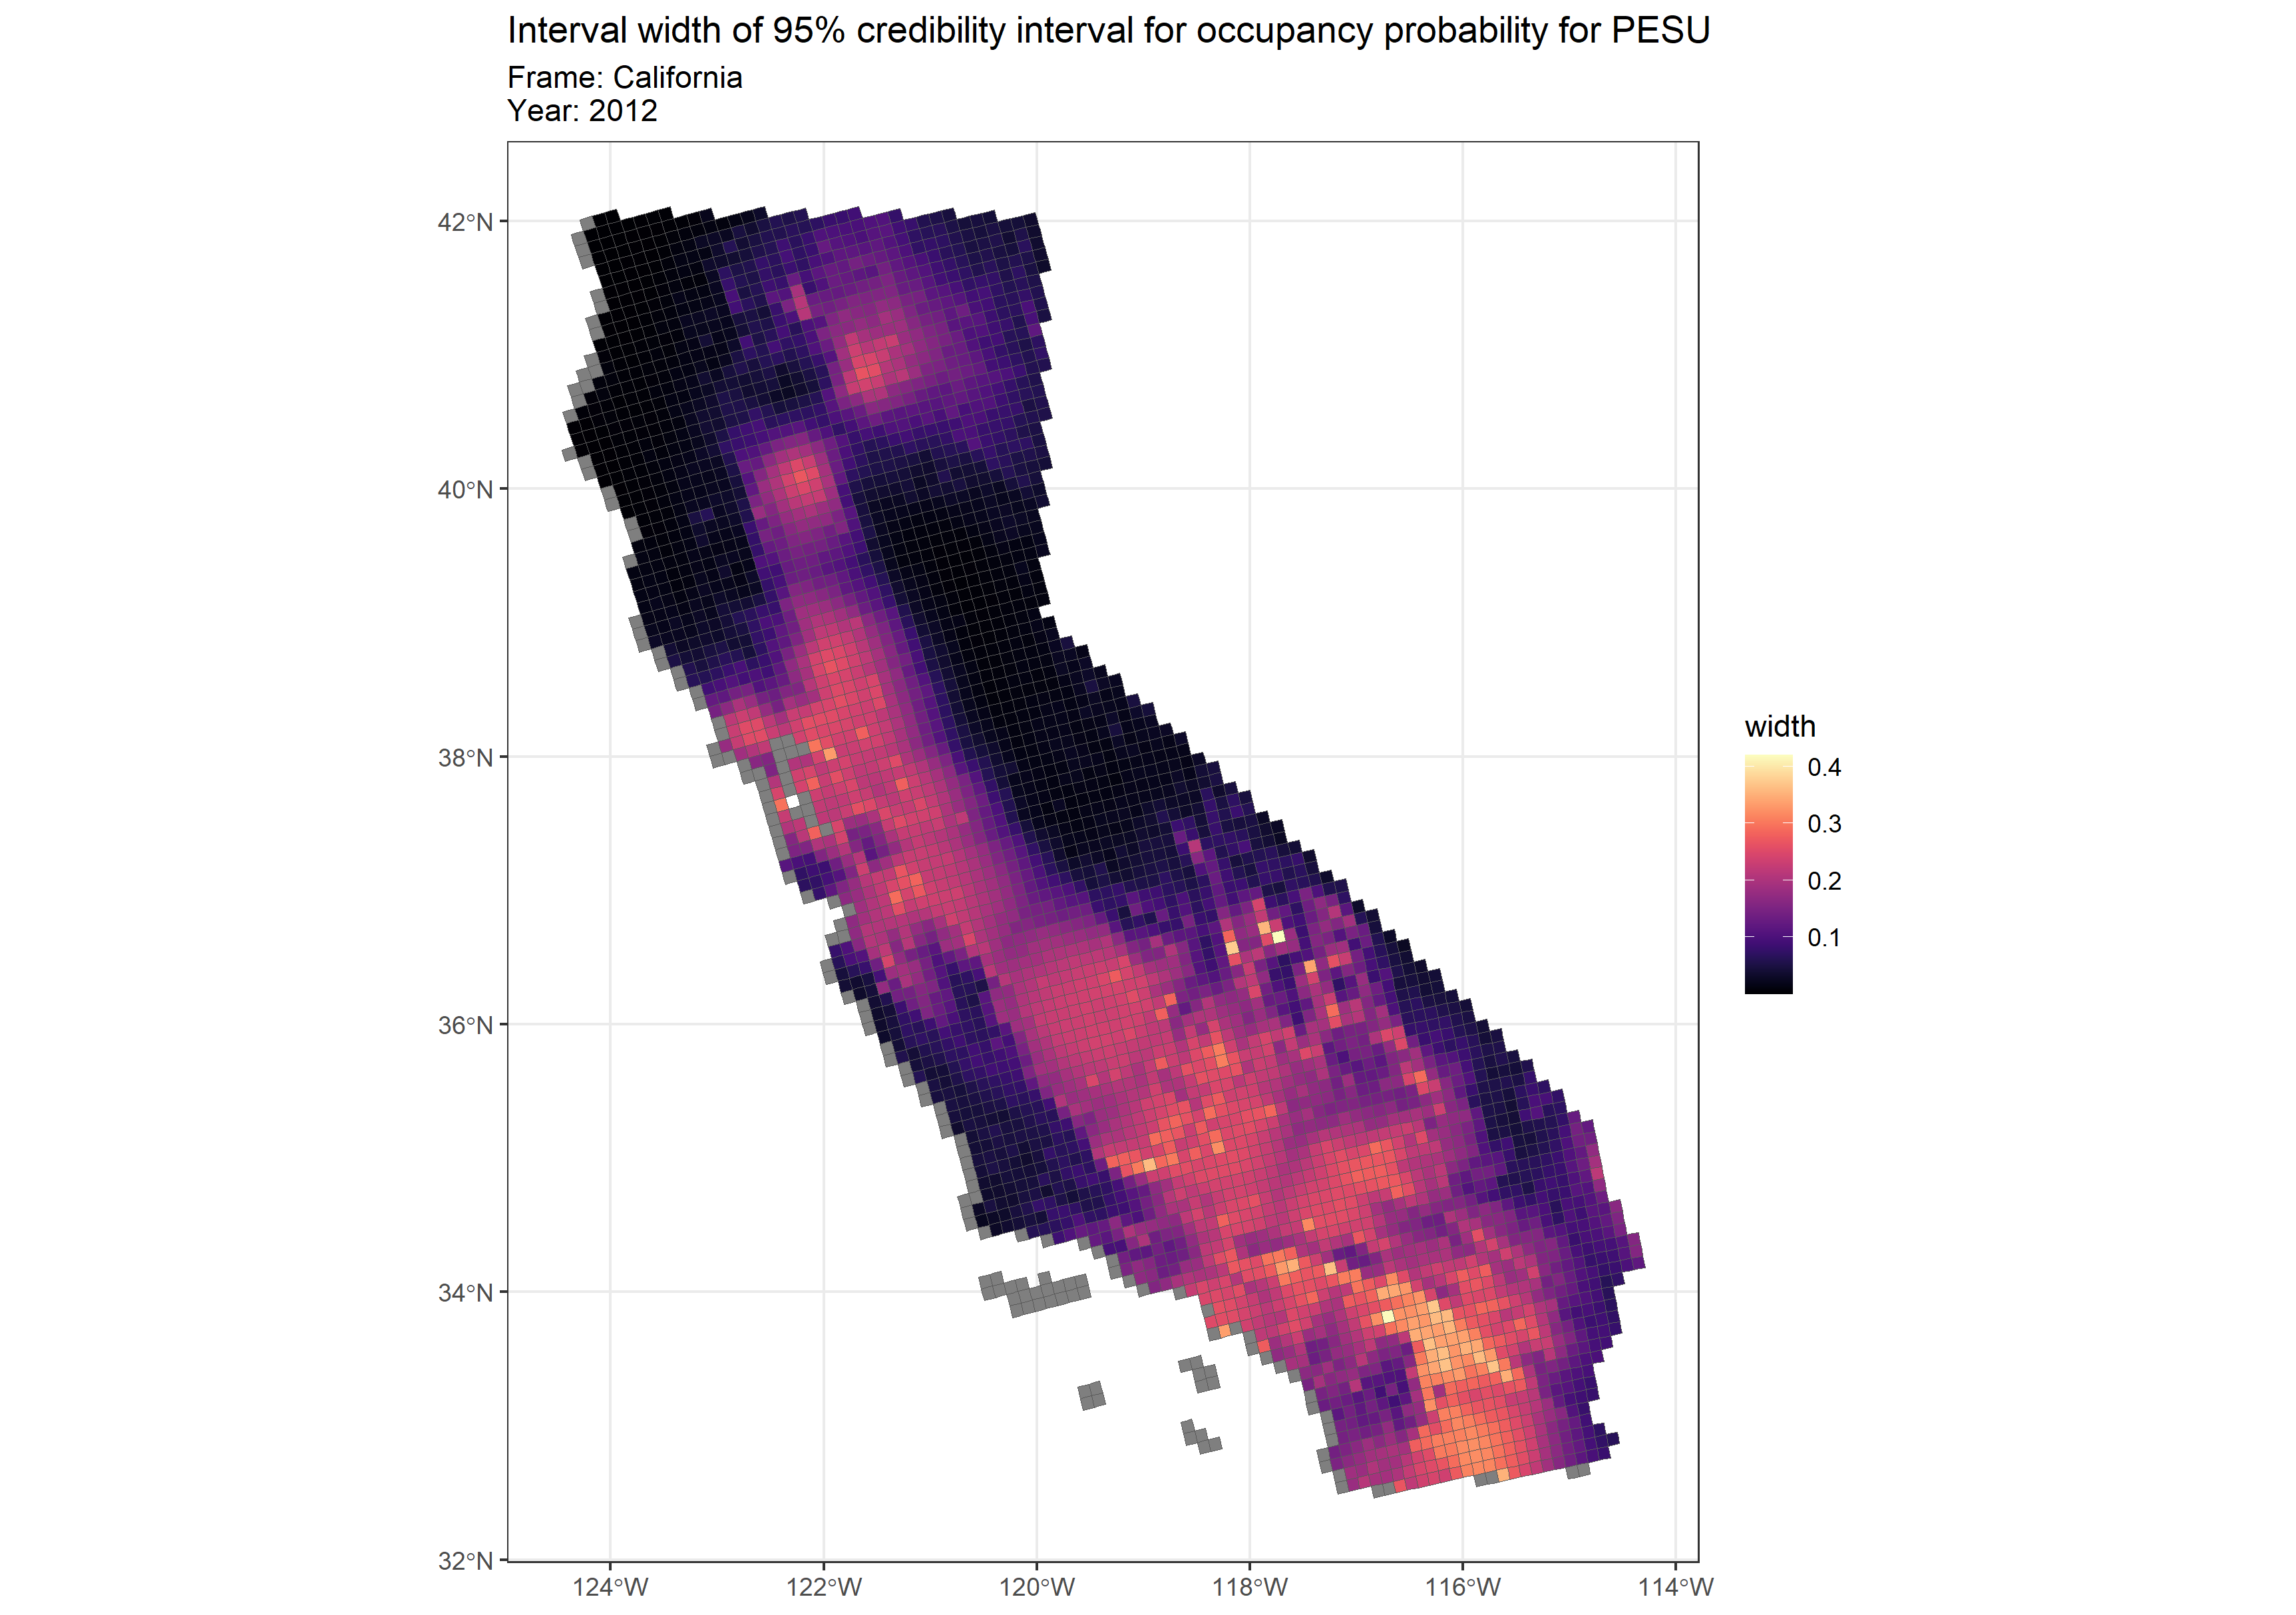 Interval width of 95% credibility interval for occupancy probability for PESU
Frame: California
Year: 2012
42°N
40°N
38°N
36°N
34°N
32°N
124°W
122°W
120°W
118°W
116°W
114°W
width
0.4
0.3
0.2
0.1